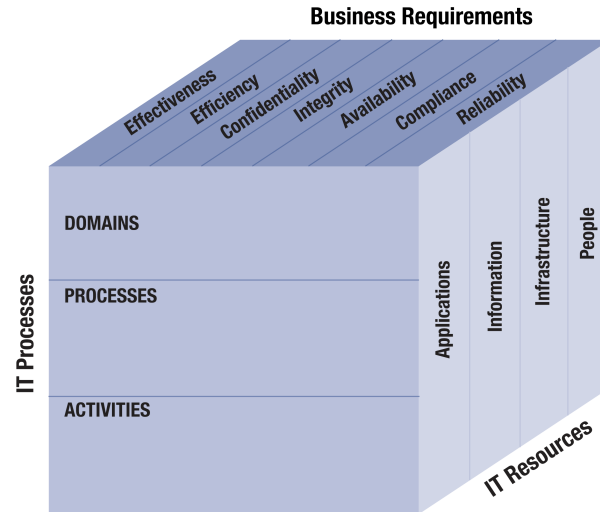 Business Requirements
Effectiveness
Efficiency
Confidentiality
Integrity
Availability
Compliance
Reliability
DOMAINS
PROCESSES
ACTIVITIES
IT Processes
Applications
Information
Infrastructure
People
IT Resources